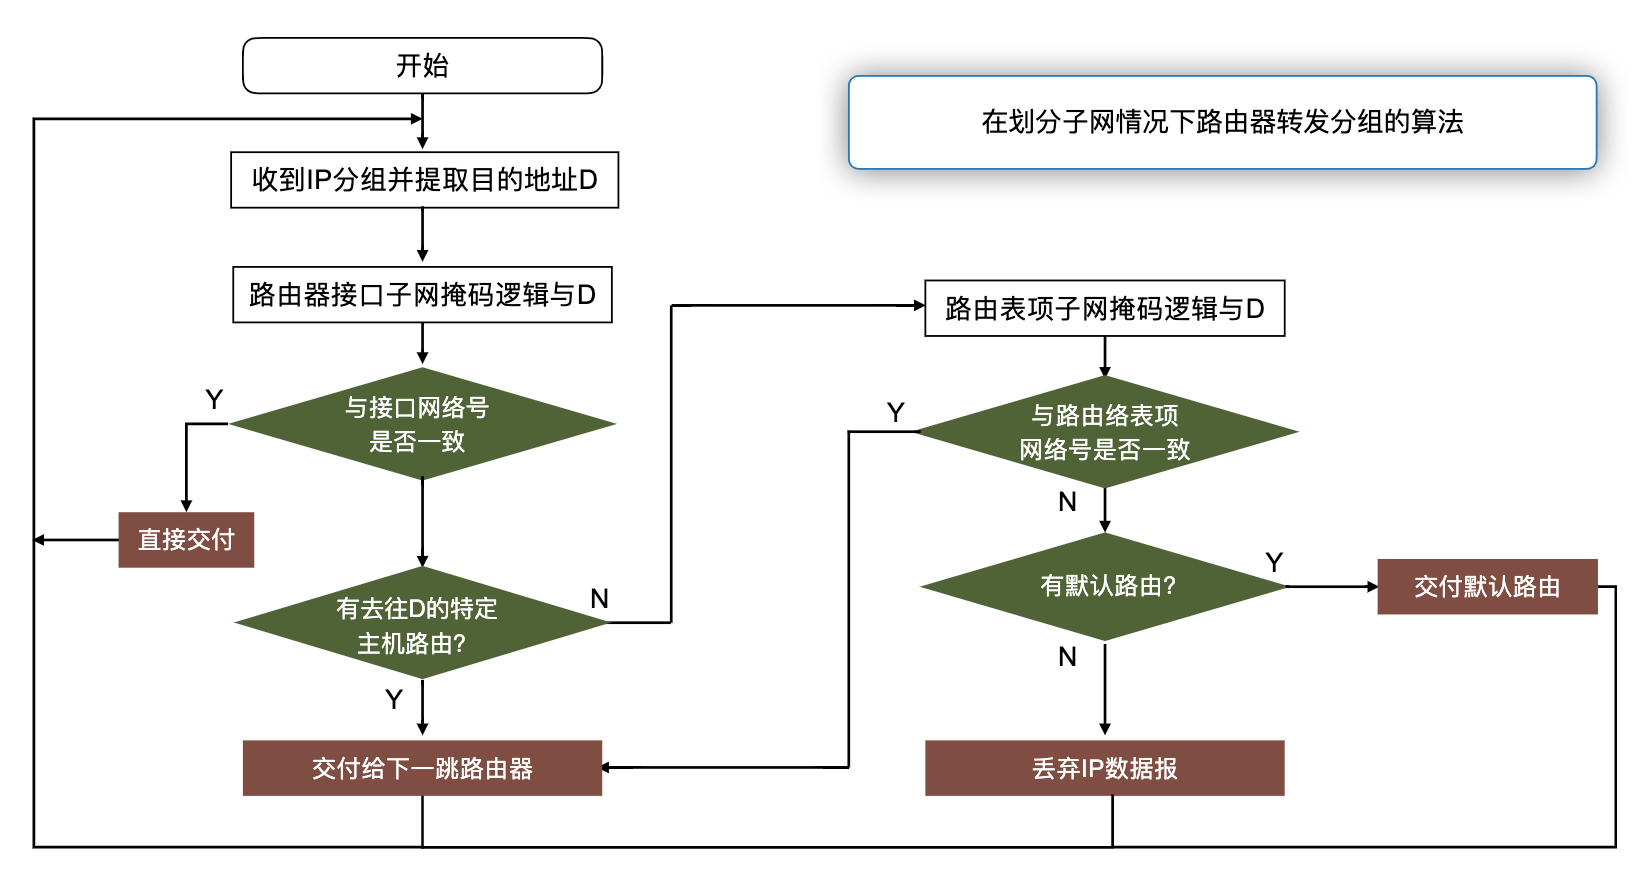 开始
在划分子网情况下路由器转发分组的算法
收到IP分组并提取目的地址D
路由器接口子网掩码逻辑与D
与接口网络号
是否一致
Y
直接交付
有去往D的特定
主机路由?
N
Y
交付给下一跳路由器
路由表项子网掩码逻辑与D
与路由络表项
网络号是否一致
Y
N
有默认路由?
Y
交付默认路由
N
丢弃IP数据报